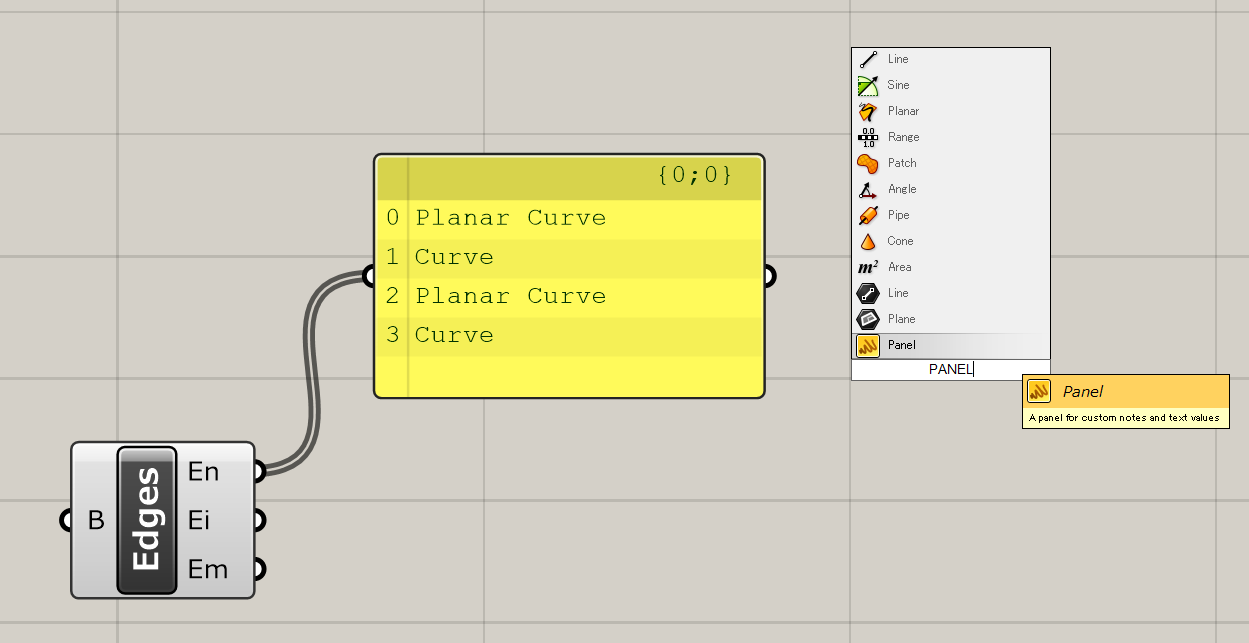 {0;0}
0 Planar Curve
1 Curve
2 Planar Curve
3 Curve
B
Edges
En
Ei
Em
Line
Sine
Planar
0.0
1.0
Range
Patch
Angle
Pipe
Cone
m² Area
Line
Plane
Panel
PANEL
Panel
A panel for custom notes and text values